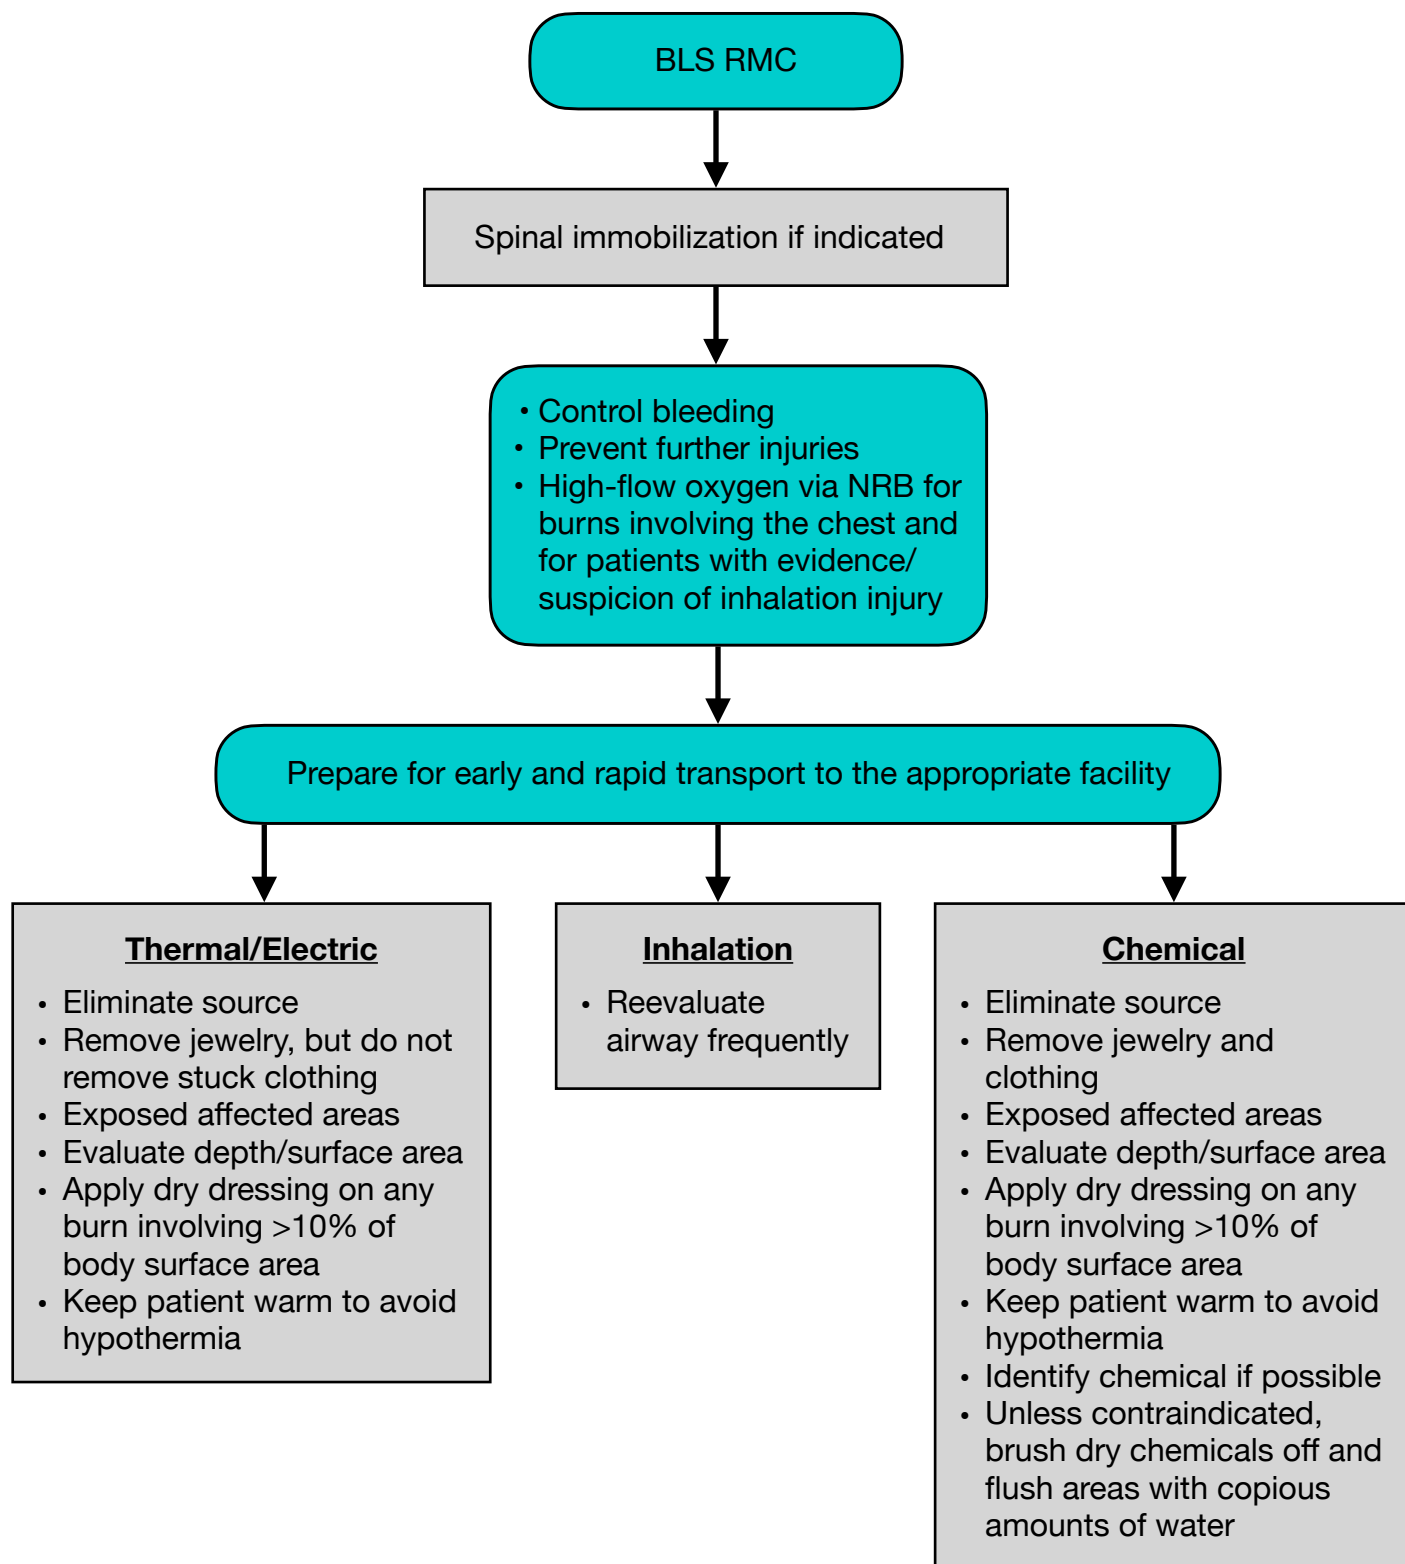 BLS RMC
Spinal immobilization if indicated
• Control bleeding
• Prevent further injuries
• High-flow oxygen via NRB for
burns involving the chest and
for patients with evidence/
suspicion of inhalation injury
Prepare for early and rapid transport to the appropriate facility
Thermal/Electric
• Eliminate source
• Remove jewelry, but do not
remove stuck clothing
• Exposed affected areas
• Evaluate depth/surface area
• Apply dry dressing on any
burn involving >10% of
body surface area
• Keep patient warm to avoid
hypothermia
Inhalation
• Reevaluate
airway frequently
Chemical
• Eliminate source
• Remove jewelry and
clothing
• Exposed affected areas
• Evaluate depth/surface area
• Apply dry dressing on any
burn involving >10% of
body surface area
• Keep patient warm to avoid
hypothermia
• Identify chemical if possible
• Unless contraindicated,
brush dry chemicals off and
flush areas with copious
amounts of water